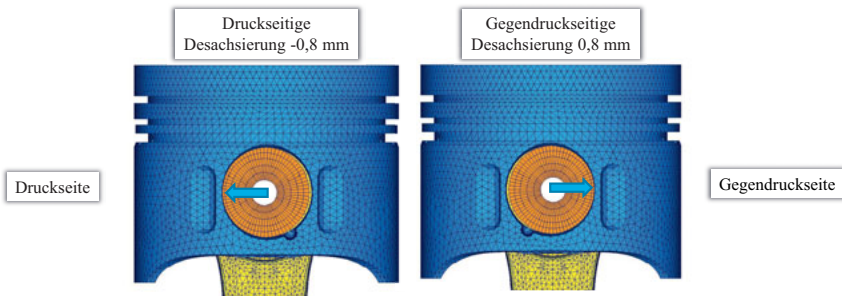 Druckseitige
Desachsierung -0,8 mm
Gegendruckseitige
Desachsierung 0,8 mm
Druckseite
Gegendruckseite